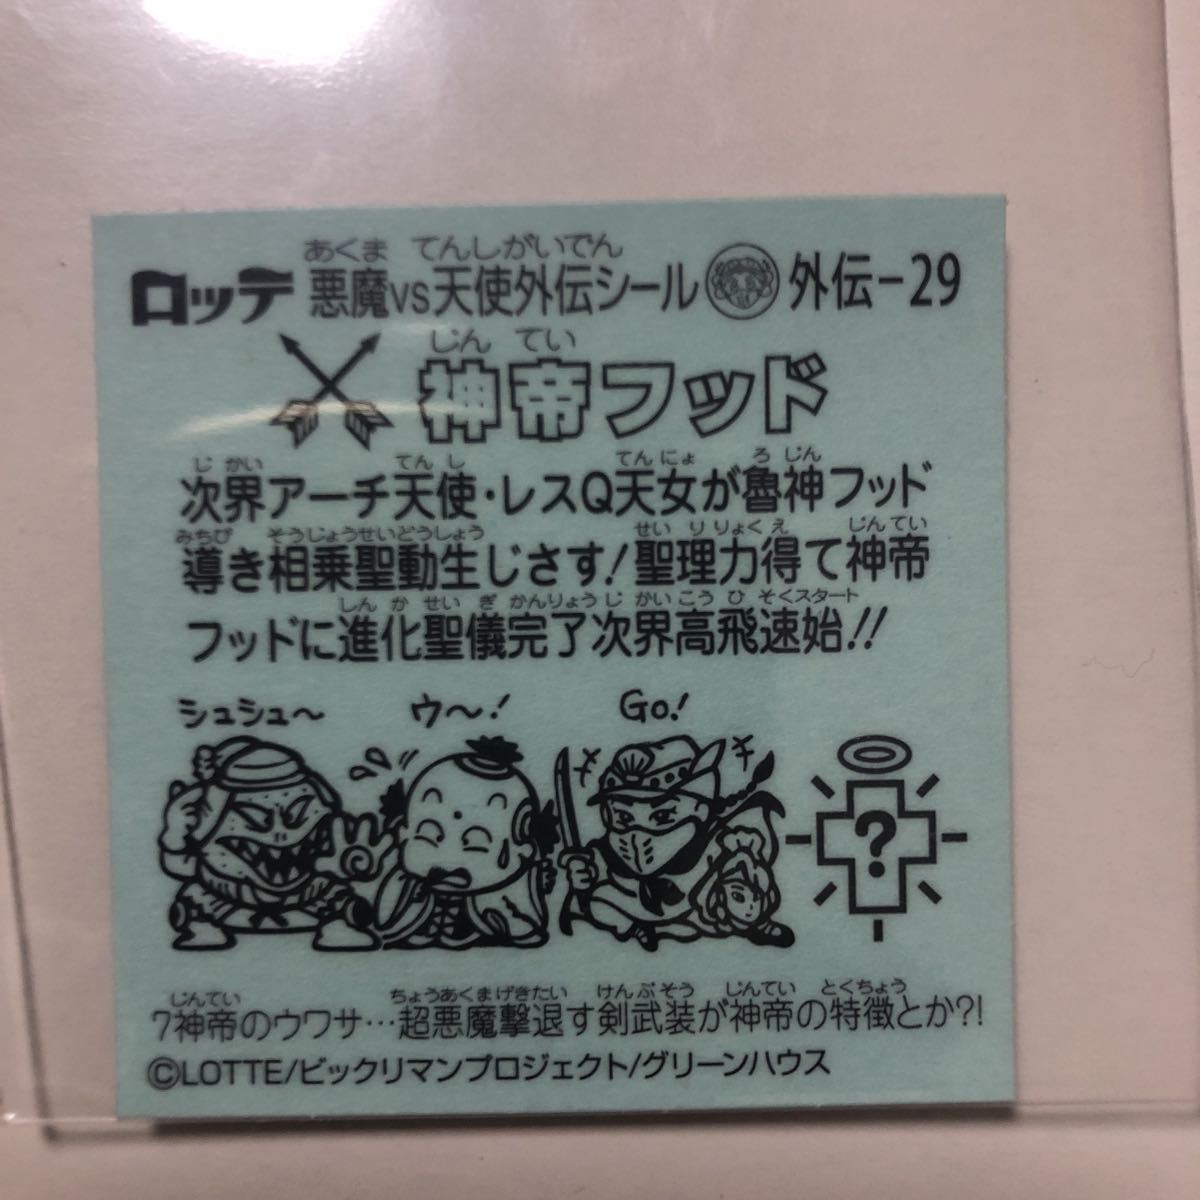 あくま てんしがいでん
ロッテ 悪魔VS天使外伝シール 外伝-29
じん てい
神帝フッド
じ かい てん し てん にょ ろ じん
次界アーチ天使・レスQ天女が魯神フッド
みちび そうじょうせいどうしょう せい り りょく え じんてい
導き相乗聖動生じさす!聖理力得て神帝
しん か せい ぎ かんりょう じ かい こう ひ そくスタート
フッドに進化聖儀完了次界高飛速始!!
シュシュ〜 ウ〜! Go!
?
じんてい ちょうあくまげきたい けんぶそう じんてい とくちょう
7神帝のウワサ…超悪魔撃退す剣武装が神帝の特徴とか?!
©LOTTE/ビックリマンプロジェクト/グリーンハウス